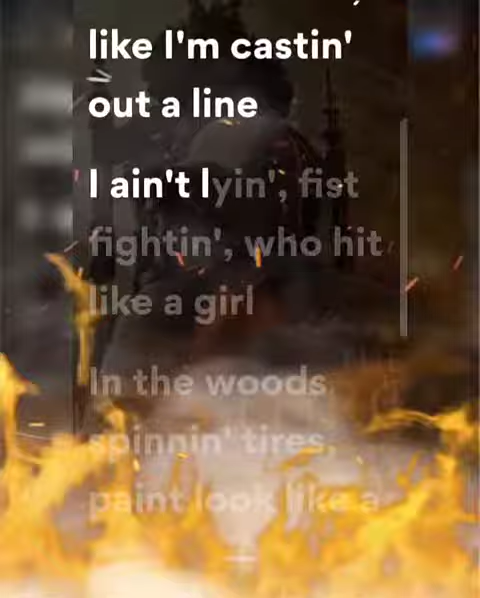 like I'm castin'
out a line
I ain't lyin', fist
fightin', who hit
like a girl
In the woods,
spinnin' tires,
paint look like a